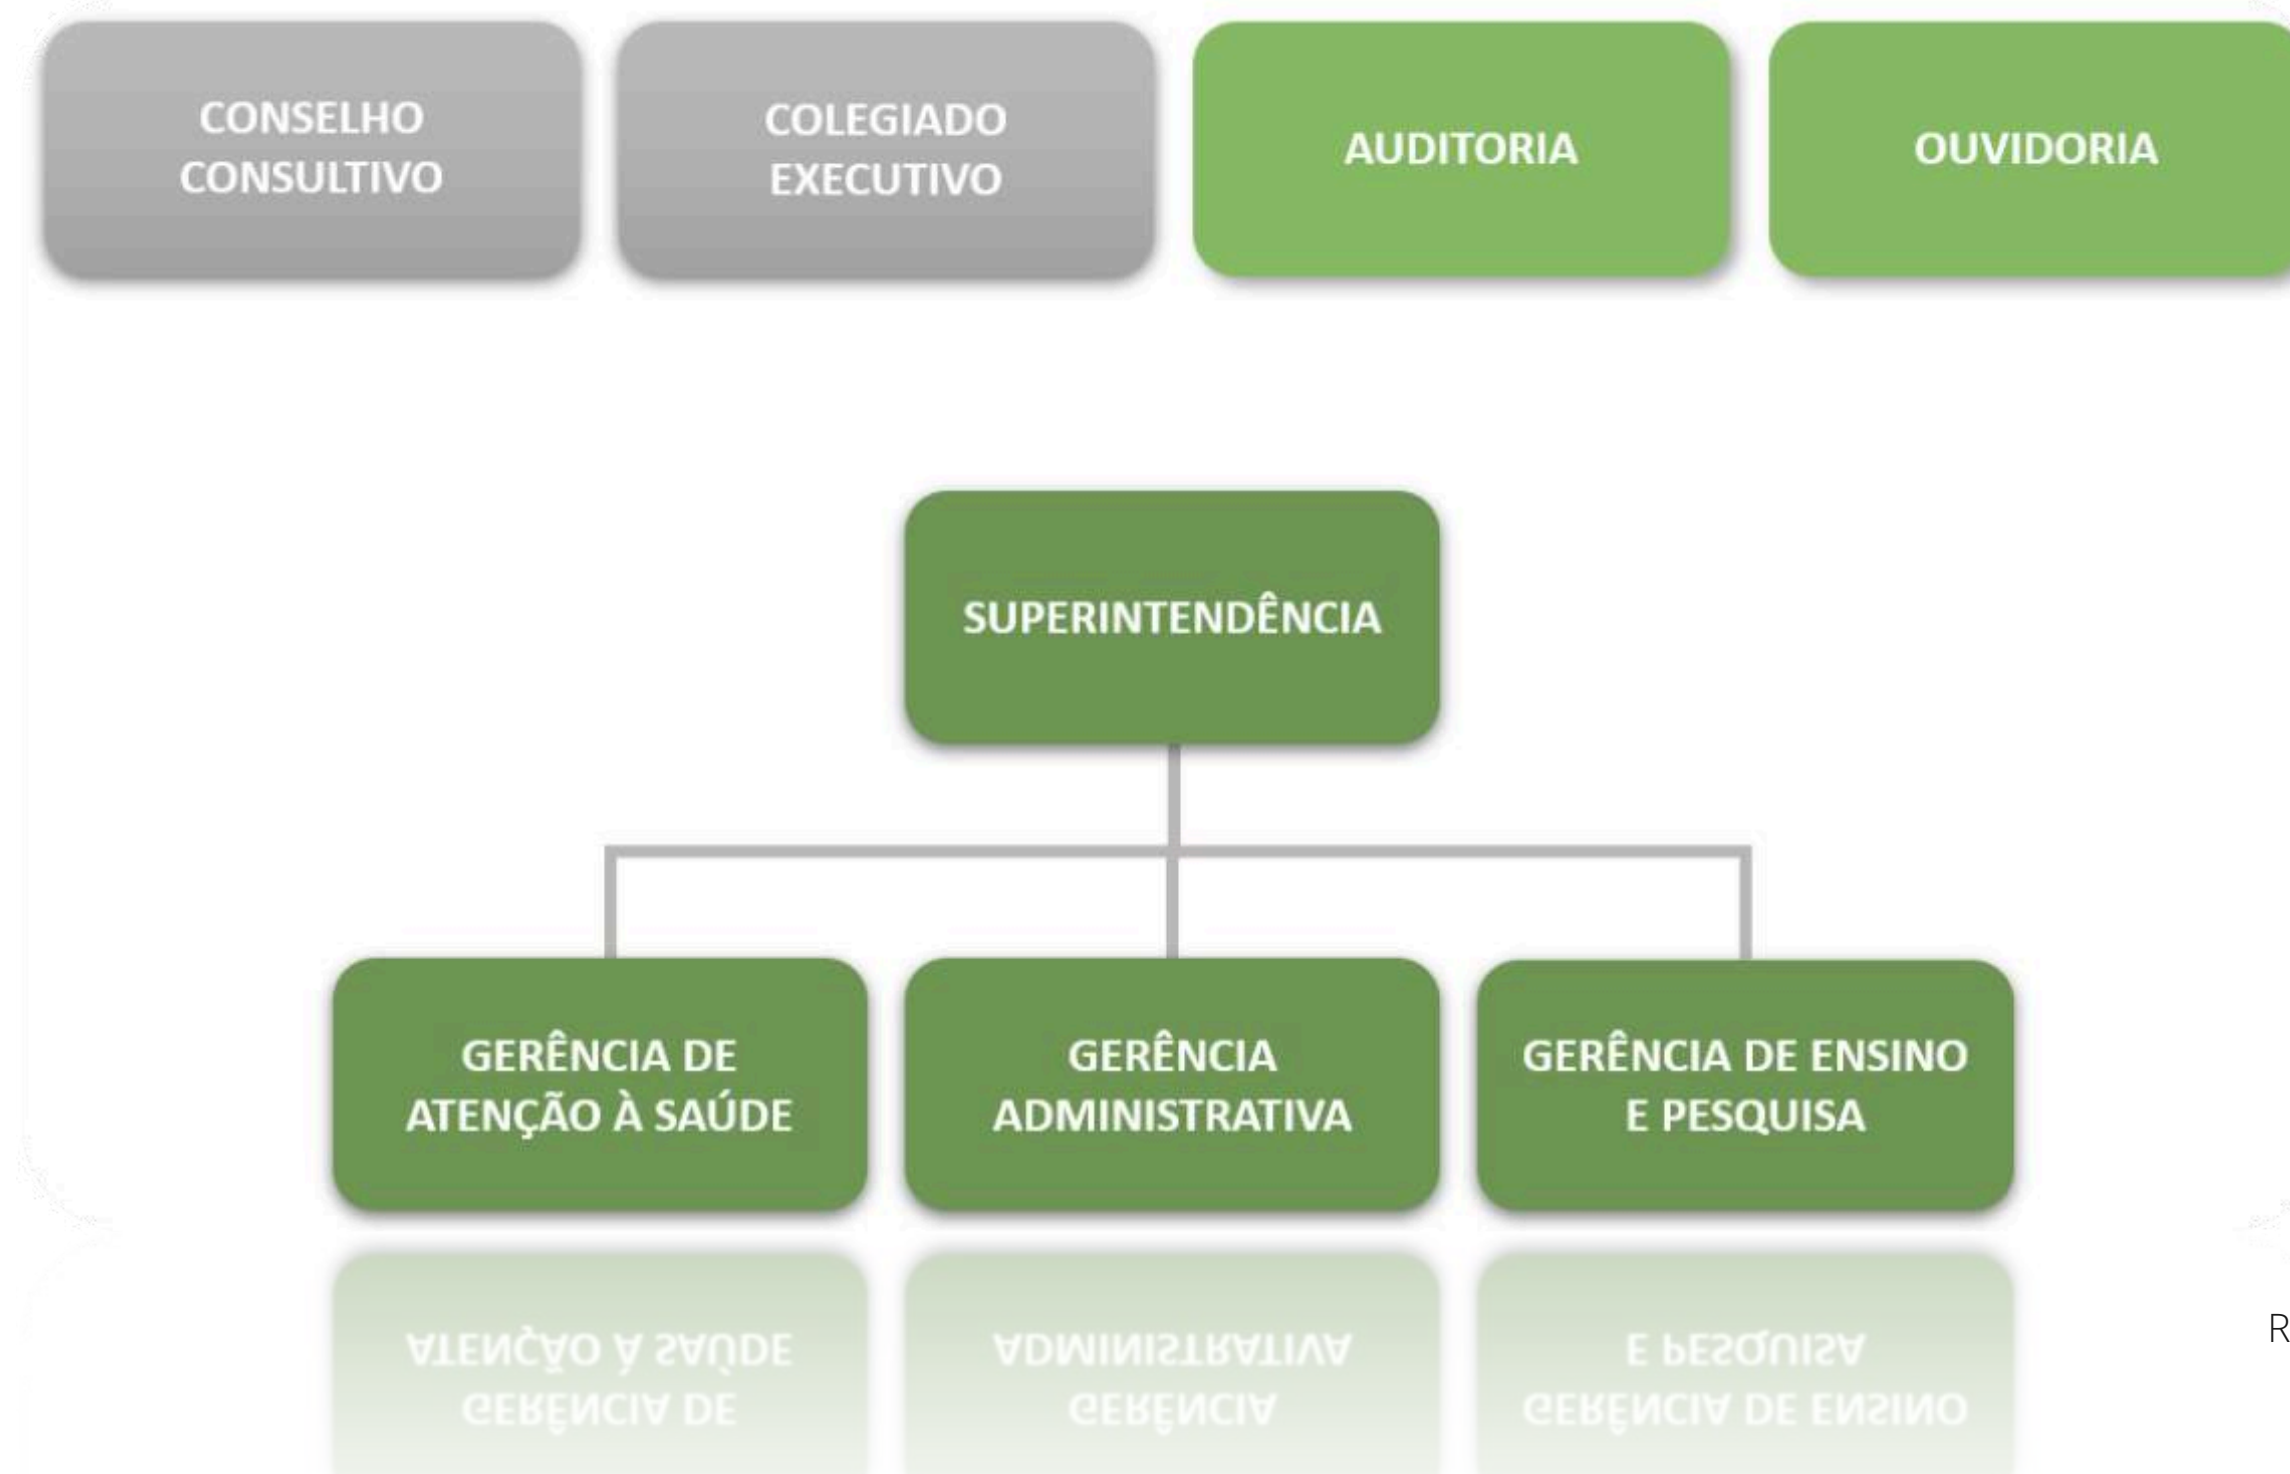 CONSELHO
CONSULTIVO
COLEGIADO
EXECUTIVO
AUDITORIA
OUVIDORIA
SUPERINTENDÊNCIA
GERÊNCIA DE
ATENÇÃO À SAÚDE
GERÊNCIA
ADMINISTRATIVA
GERÊNCIA DE ENSINO
E PESQUISA
R